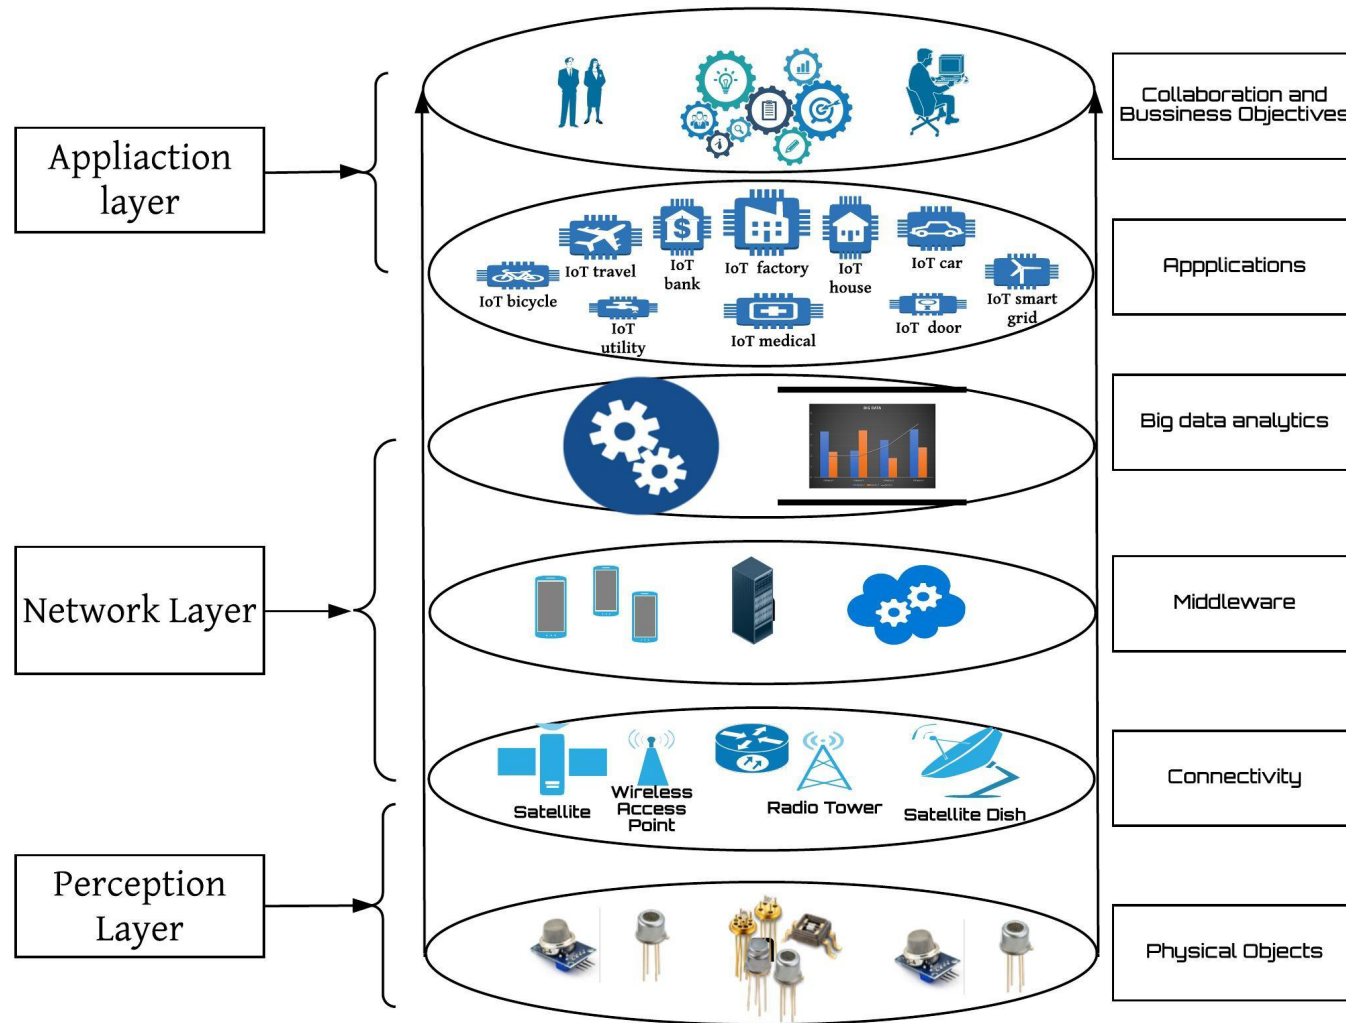 Appliaction
layer
Network Layer
Perception
Layer
IoT travel
IoT
bank
IoT factory
IoT
house
IoT car
IoT bicycle
IoT
utility
IoT medical
IoT door
IoT smart
grid
BIG DATA
Satellite
Wireless
Access
Point
Radio Tower
Satellite Dish
Collaboration and
Bussiness Objectives
Appplications
Big data analytics
Middleware
Connectivity
Physical Objects